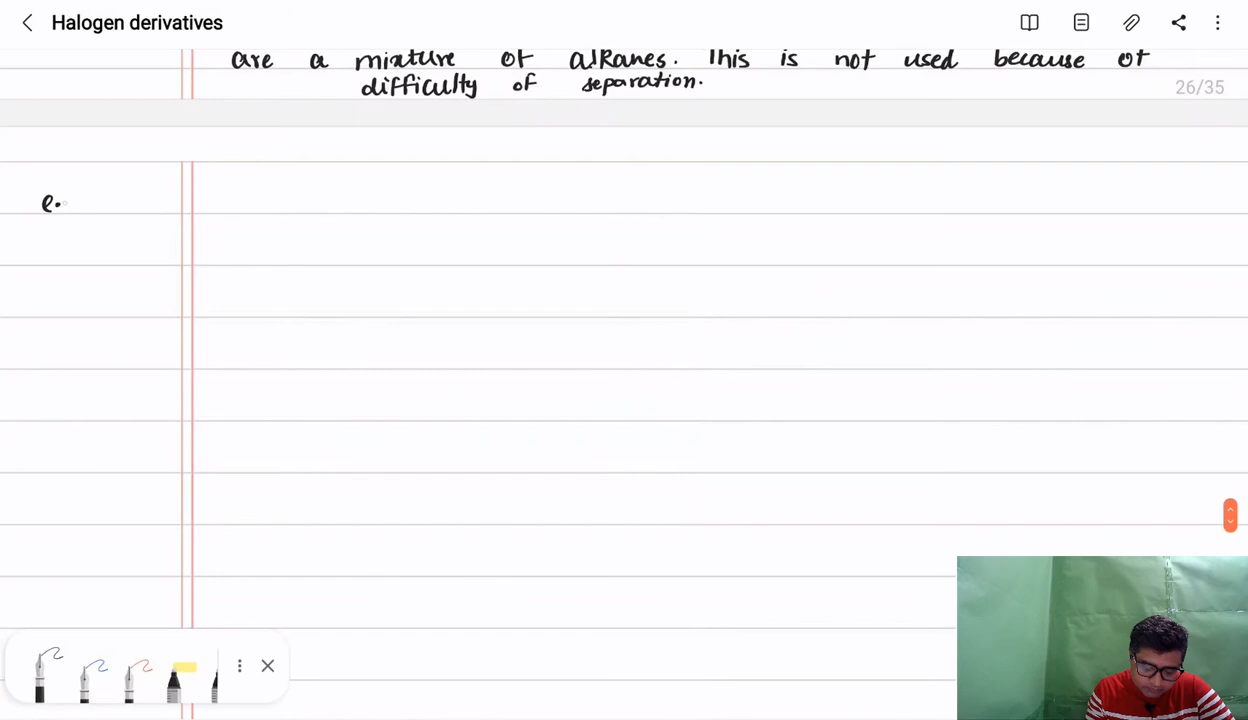 Halogen derivatives
are a mixture of alkanes. This is not used because of
difficulty of separation.
26/35
e.